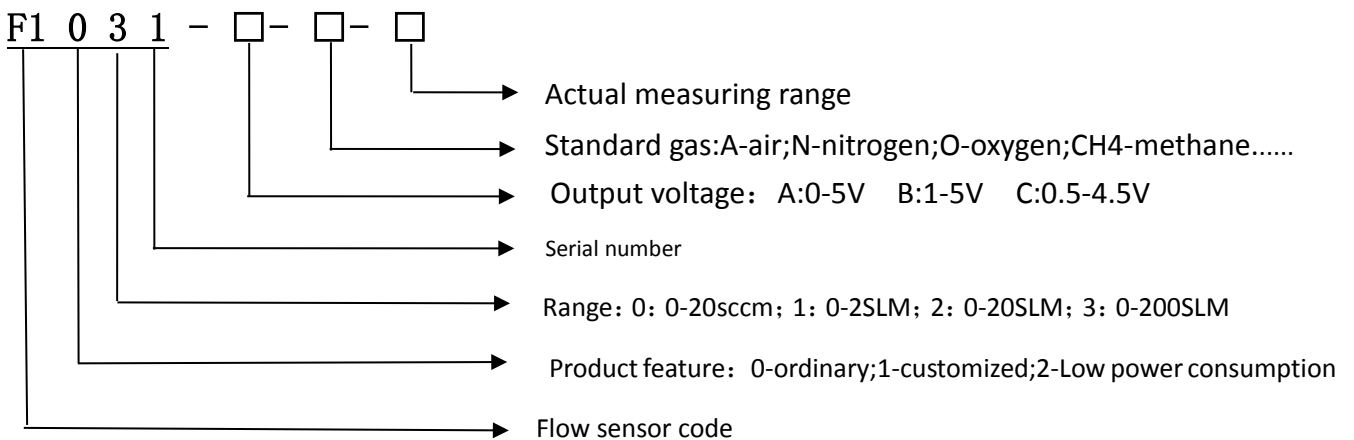 F1 0 3 1 - □- □- □
Actual measuring range
Standard gas:A-air;N-nitrogen;O-oxygen;CH4-methane......
Output voltage：A:0-5V B:1-5V C:0.5-4.5V
Serial number
Range：0：0-20sccm；1：0-2SLM；2：0-20SLM；3：0-200SLM
Product feature：0-ordinary;1-customized;2-Low power consumption
Flow sensor code